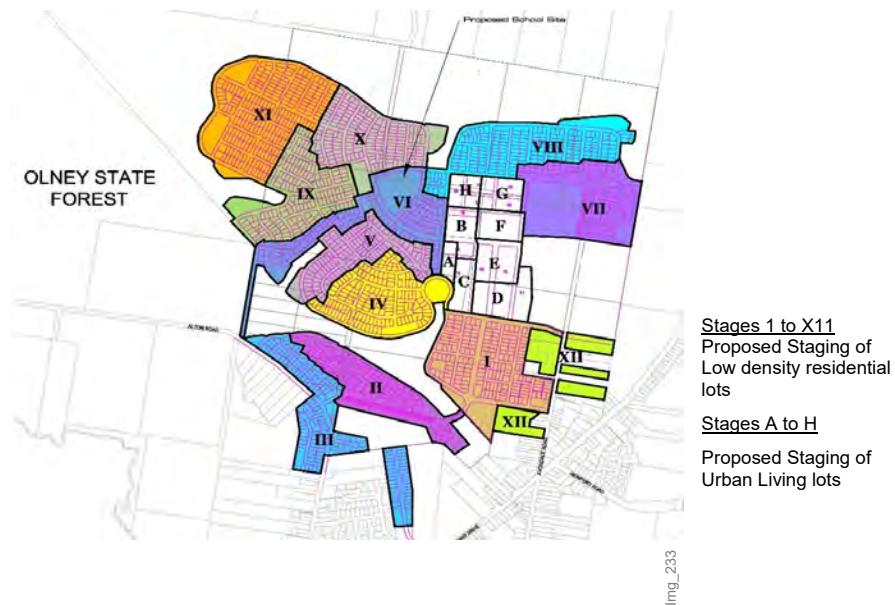 Proposed School Site
XI
X
VIII
OLNEY STATE
FOREST
IX
H
G
VI
VII
B
F
V
A
E
C
IV
D
ALTON ROAD
I
XII
II
XII
III
Stages 1 to X11
Proposed Staging of
Low density residential
lots
Stages A to H
Proposed Staging of
Urban Living lots
Img_233